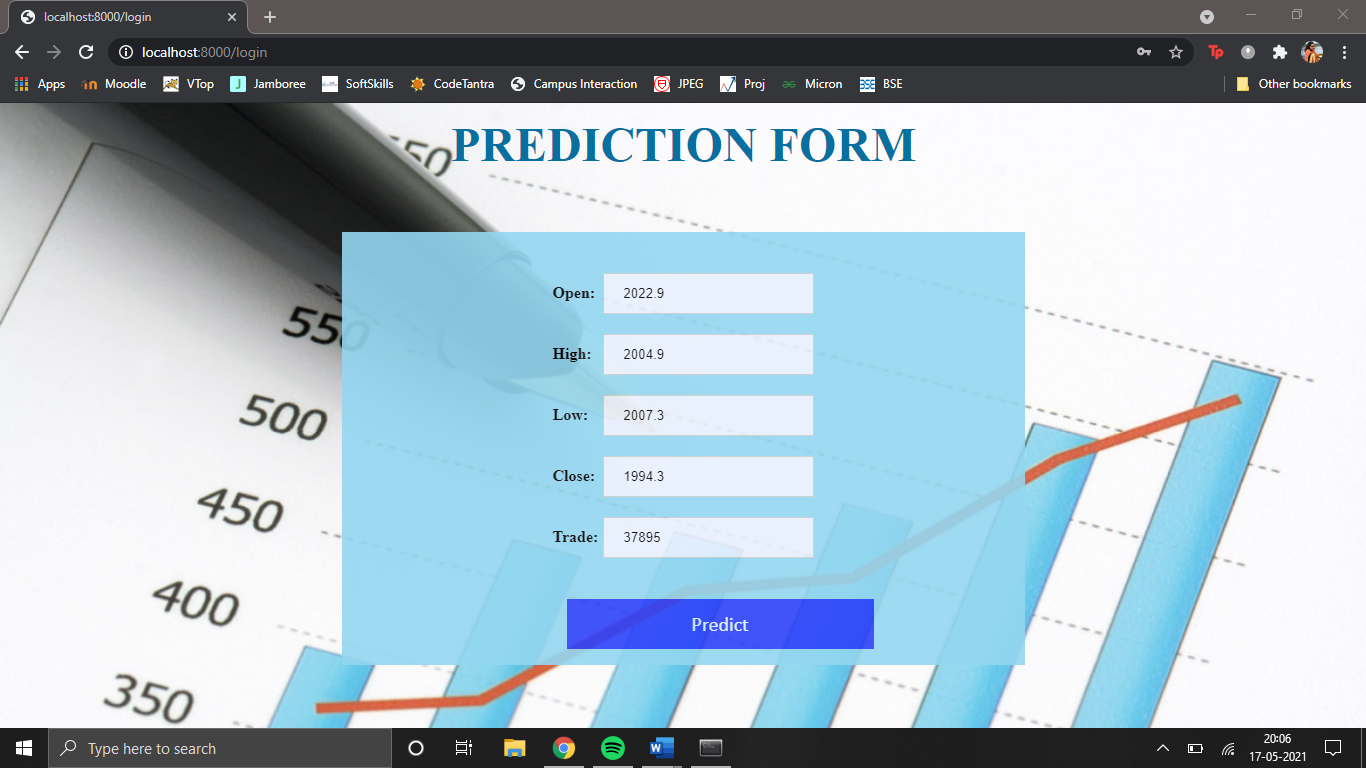 localhost:8000/login
localhost:8000/login
Tp
Apps Moodle VTop J Jamboree SoftSkills CodeTantra Campus Interaction JPEG Proj Micron BSE BSE Other bookmarks
PREDICTION FORM
Open: 2022.9
High: 2004.9
Low: 2007.3
Close: 1994.3
Trade: 37895
Predict
550
500
450
400
350
Type here to search
20:06
17-05-2021